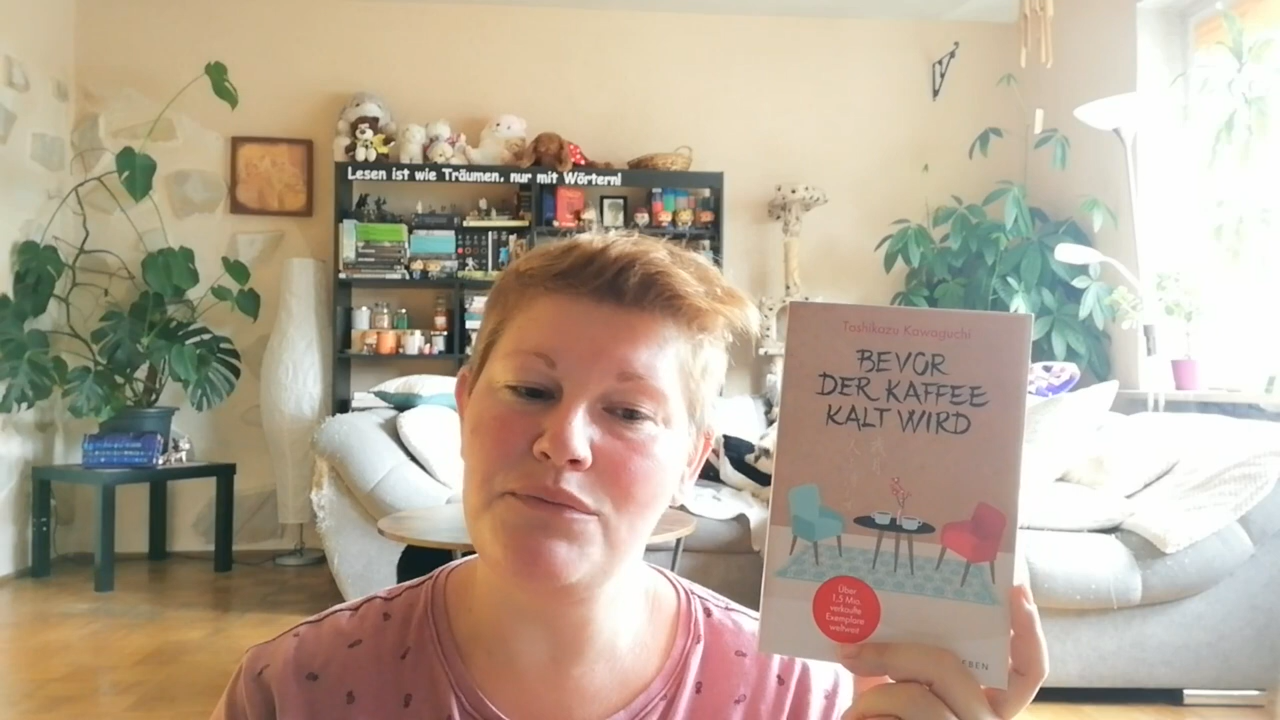 Lesen ist wie Träumen, nur mit Wörtern!
Toshikazu Kawaguchi
BEVOR
DER KAFFEE
KALT WIRD
Über
1,5 Mio.
verkaufte
Exemplare
weltweit
EBEN